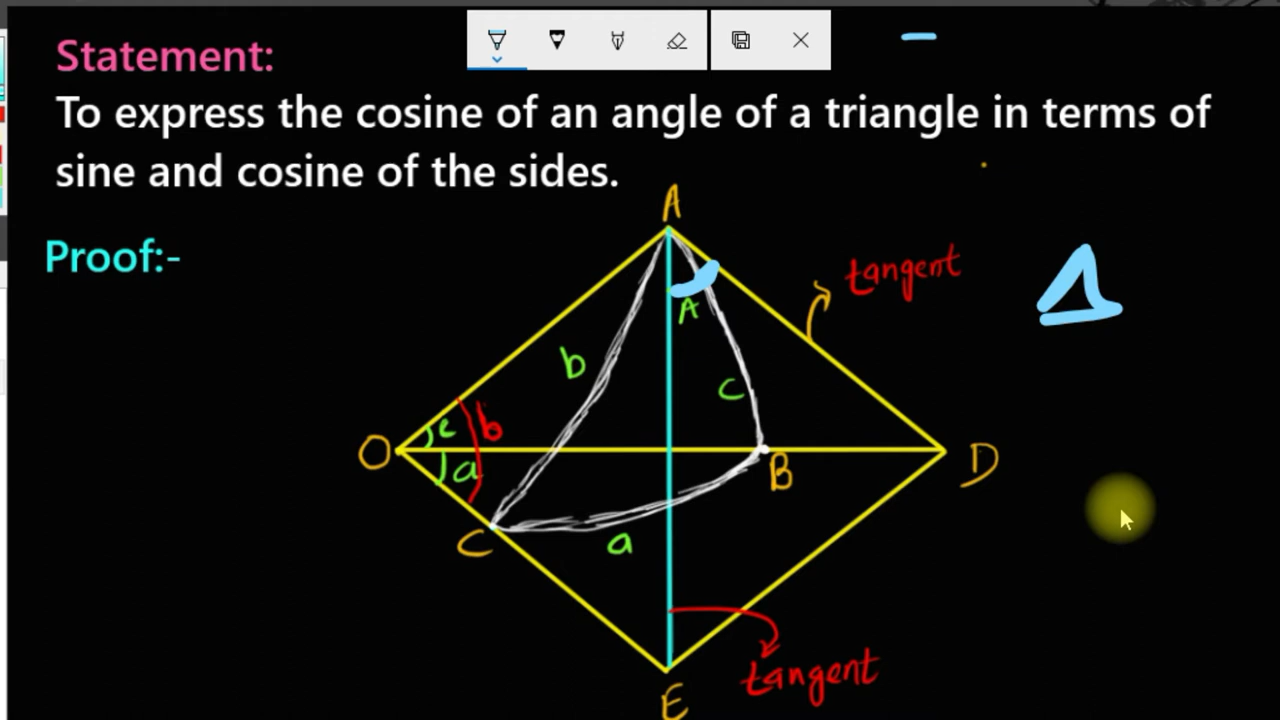 Statement:
To express the cosine of an angle of a triangle in terms of
sine and cosine of the sides.
A
Proof:-
tangent
A
b
c
c b
O
a
B D
C
a
tangent
E